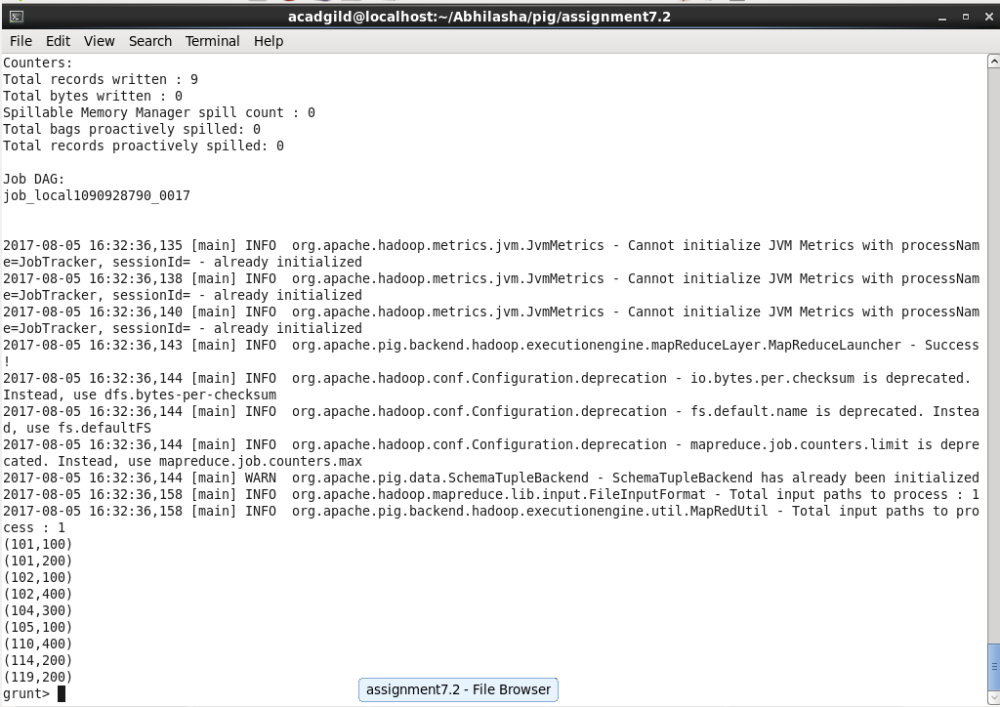 acadgild@localhost:~/Abhilasha/pig/assignment7.2
File Edit View Search Terminal Help
Counters:
Total records written : 9
Total bytes written : 0
Spillable Memory Manager spill count : 0
Total bags proactively spilled: 0
Total records proactively spilled: 0
Job DAG:
job_local1090928790_0017
2017-08-05 16:32:36,135 [main] INFO  org.apache.hadoop.metrics.jvm.JvmMetrics - Cannot initialize JVM Metrics with processNam
e=JobTracker, sessionId= - already initialized
2017-08-05 16:32:36,138 [main] INFO  org.apache.hadoop.metrics.jvm.JvmMetrics - Cannot initialize JVM Metrics with processNam
e=JobTracker, sessionId= - already initialized
2017-08-05 16:32:36,140 [main] INFO  org.apache.hadoop.metrics.jvm.JvmMetrics - Cannot initialize JVM Metrics with processNam
e=JobTracker, sessionId= - already initialized
2017-08-05 16:32:36,143 [main] INFO  org.apache.pig.backend.hadoop.executionengine.mapReduceLayer.MapReduceLauncher - Success
!
2017-08-05 16:32:36,144 [main] INFO  org.apache.hadoop.conf.Configuration.deprecation - io.bytes.per.checksum is deprecated.
Instead, use dfs.bytes-per-checksum
2017-08-05 16:32:36,144 [main] INFO  org.apache.hadoop.conf.Configuration.deprecation - fs.default.name is deprecated. Instea
d, use fs.defaultFS
2017-08-05 16:32:36,144 [main] INFO  org.apache.hadoop.conf.Configuration.deprecation - mapreduce.job.counters.limit is depre
cated. Instead, use mapreduce.job.counters.max
2017-08-05 16:32:36,144 [main] WARN  org.apache.pig.data.SchemaTupleBackend - SchemaTupleBackend has already been initialized
2017-08-05 16:32:36,158 [main] INFO  org.apache.hadoop.mapreduce.lib.input.FileInputFormat - Total input paths to process : 1
2017-08-05 16:32:36,158 [main] INFO  org.apache.pig.backend.hadoop.executionengine.util.MapRedUtil - Total input paths to pro
cess : 1
(101,100)
(101,200)
(102,100)
(102,400)
(104,300)
(105,100)
(110,400)
(114,200)
(119,200)
grunt>
assignment7.2 - File Browser